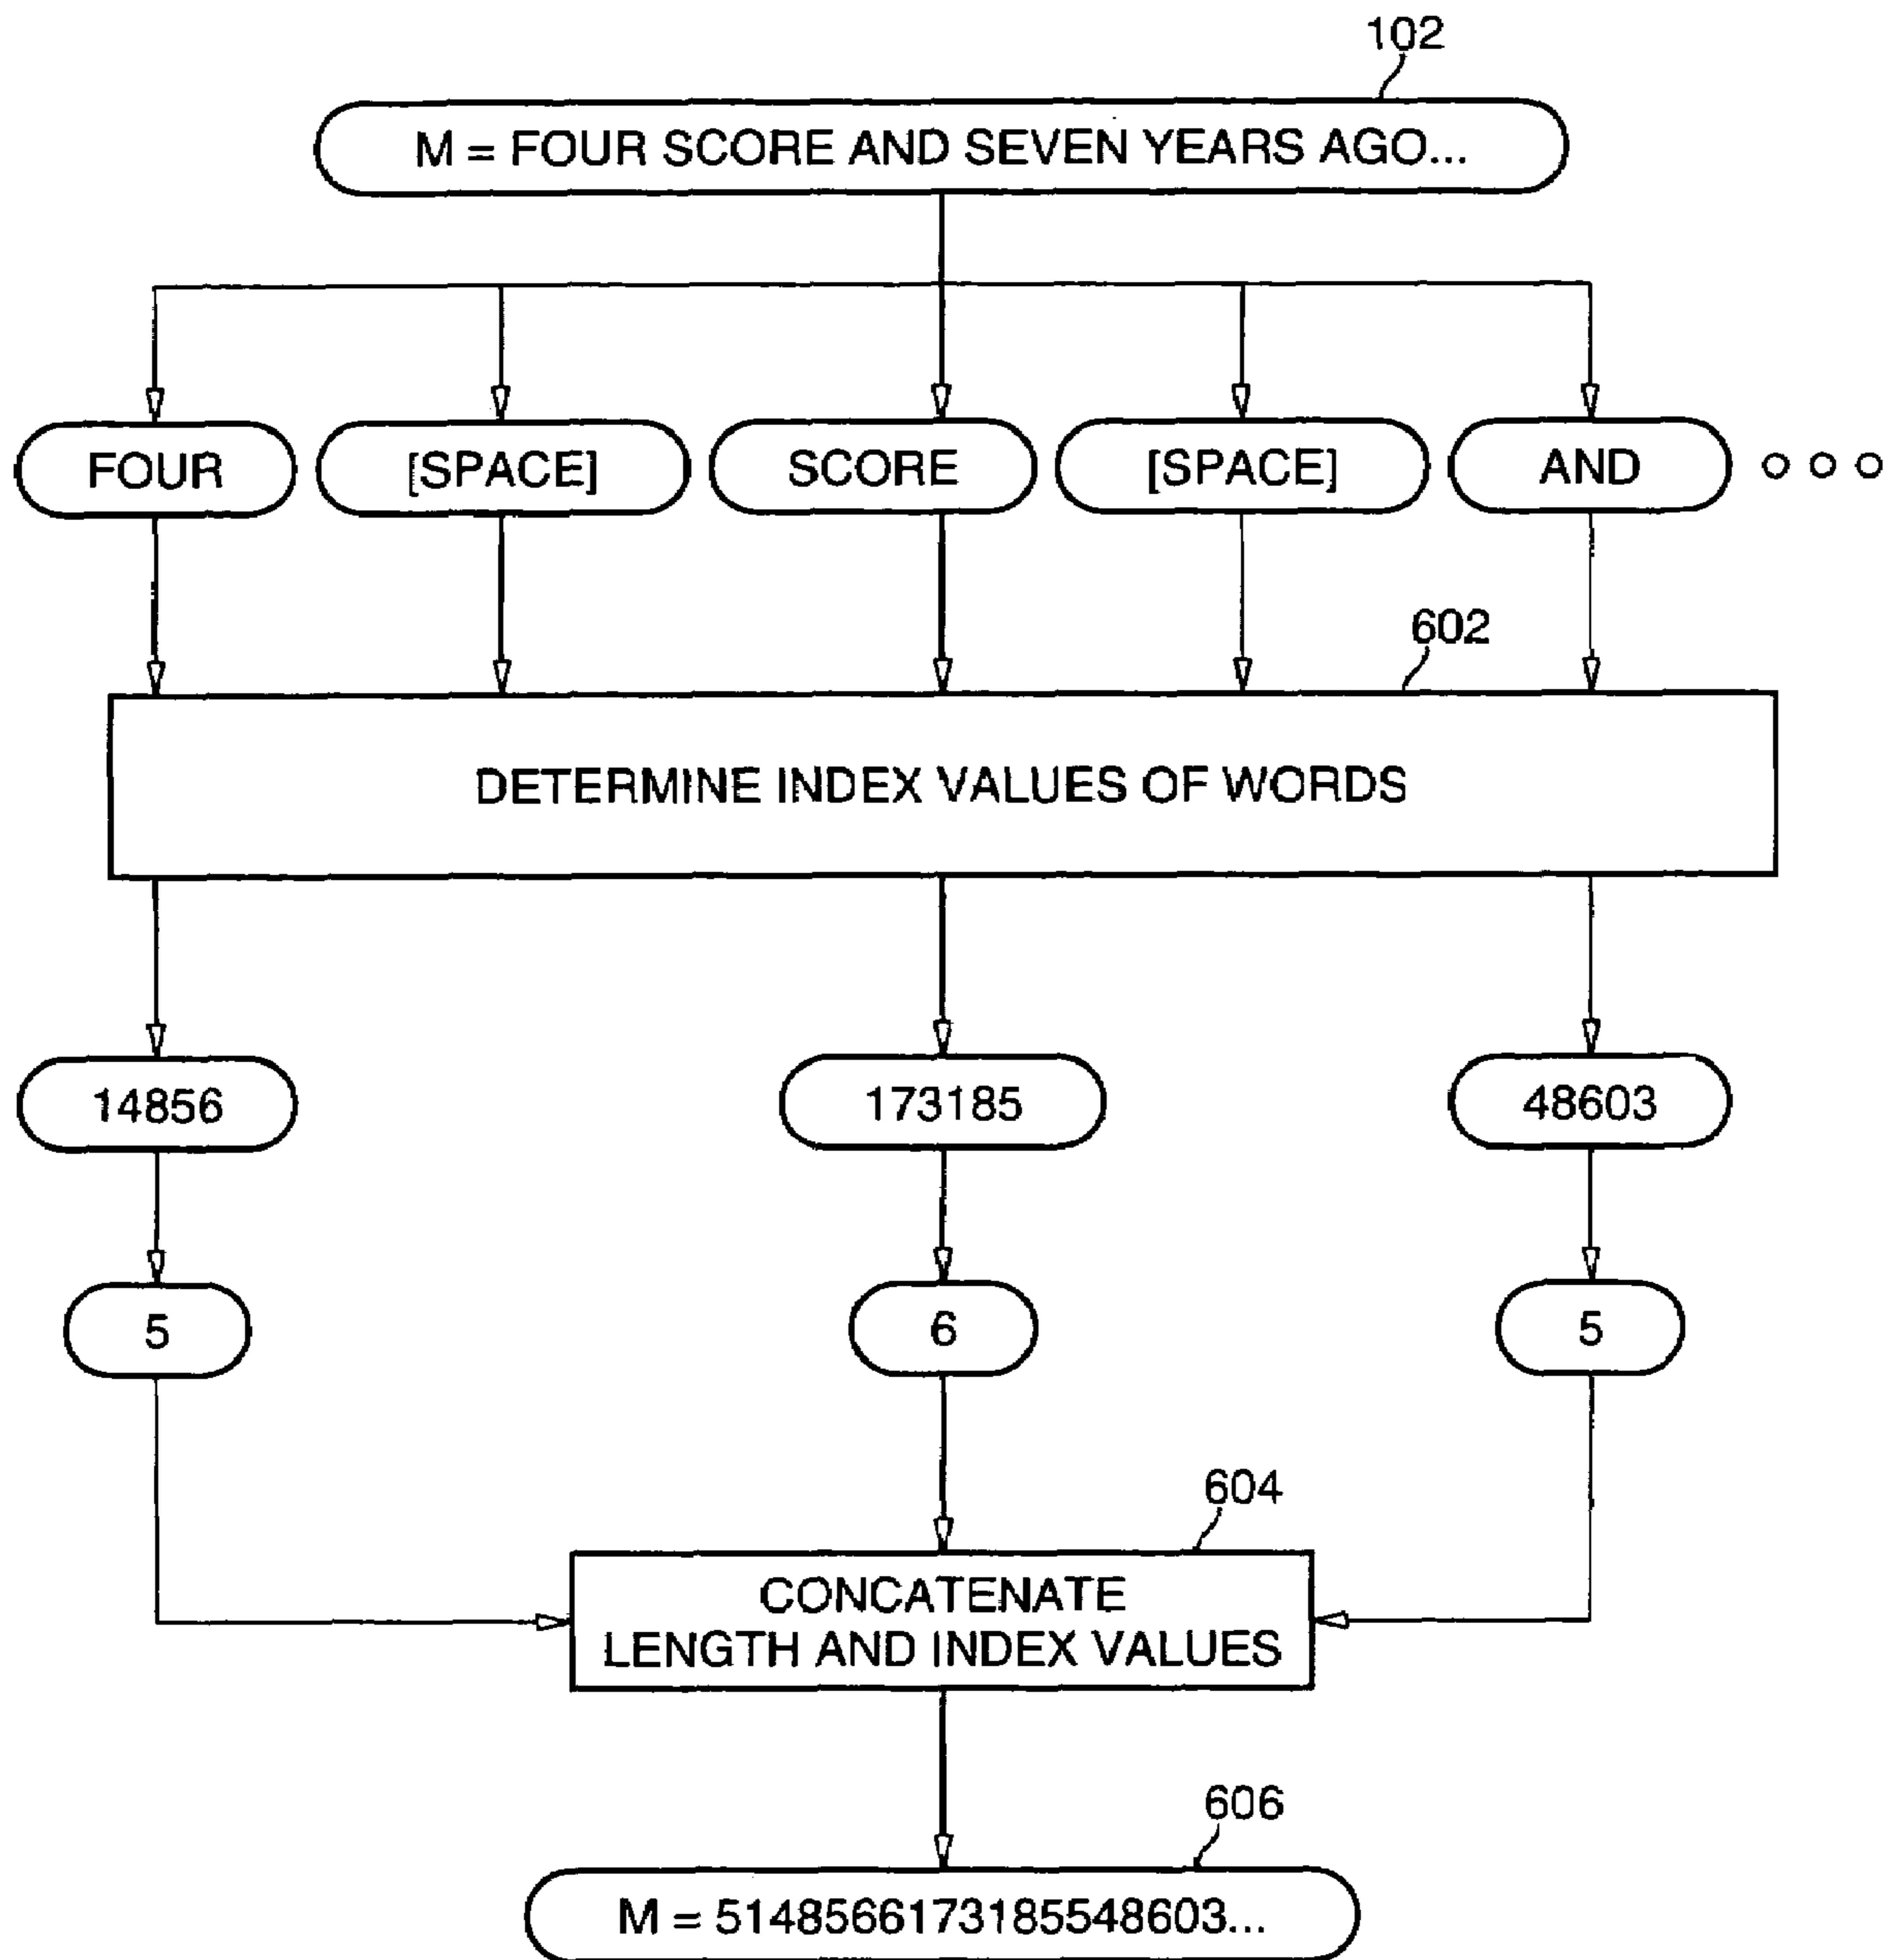 102
M = FOUR SCORE AND SEVEN YEARS AGO...
FOUR
[SPACE]
SCORE
[SPACE]
AND
602
DETERMINE INDEX VALUES OF WORDS
14856
173185
48603
5
6
5
604
CONCATENATE
LENGTH AND INDEX VALUES
606
M = 5148566173185548603...